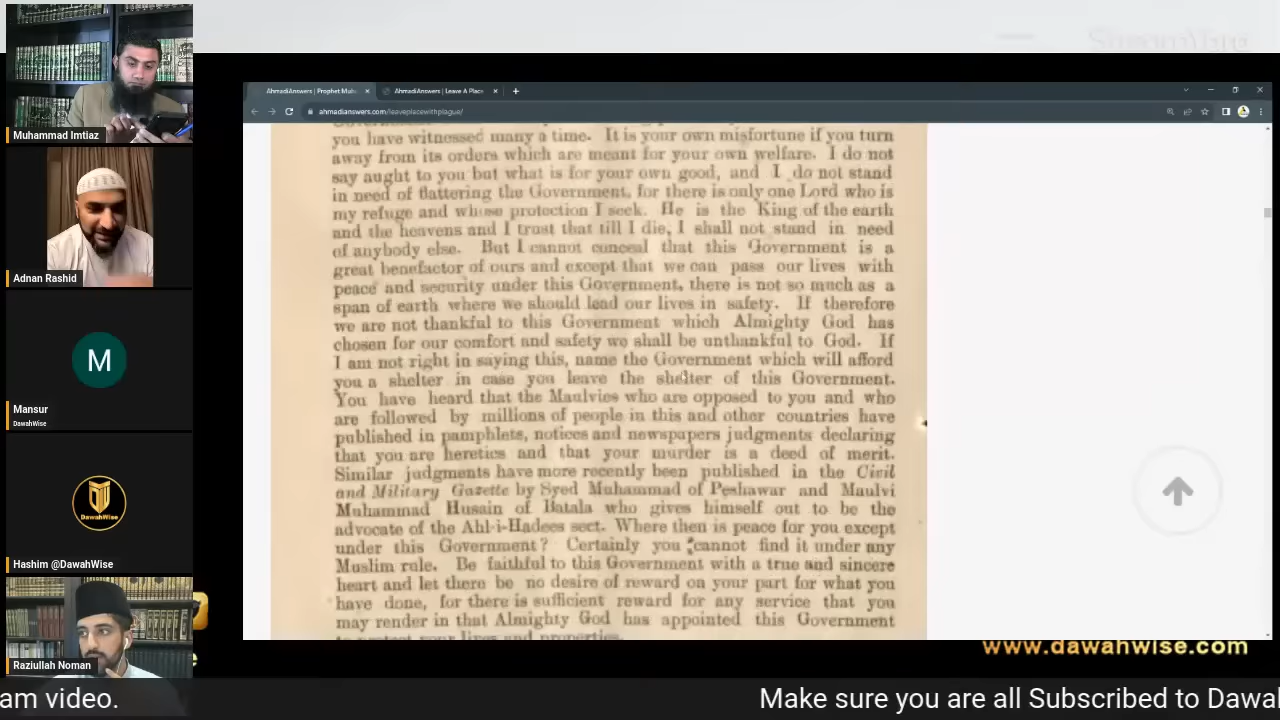 StreamWise
Muhammad Imtiaz
Adnan Rashid
M
Mansur
DawahWise
DawahWise
Hashim @DawahWise
Raziullah Noman
AhmadiAnswers | Prophet Mah
AhmadiAnswers | Leave A Place
ahmadianswers.com/leaveplacewithplague/
you have witnessed many a time. It is your own misfortune if you turn
away from its orders which are meant for your own welfare. I do not
say aught to you but what is for your own good, and I do not stand
in need of flattering the Government, for there is only one Lord who is
my refuge and whose protection I seek. He is the King of the earth
and the heavens and I trust that till I die, I shall not stand in need
of anybody else. But I cannot conceal that this Government is a
great benefactor of ours and except that we can pass our lives with
peace and security under this Government, there is not so much as a
span of earth where we should lead our lives in safety. If therefore
we are not thankful to this Government which Almighty God has
chosen for our comfort and safety we shall be unthankful to God. If
I am not right in saying this, name the Government which will afford
you a shelter in case you leave the shelter of this Government.
You have heard that the Maulvies who are opposed to you and who
are followed by millions of people in this and other countries have
published in pamphlets, notices and newspapers judgments declaring
that you are heretics and that your murder is a deed of merit.
Similar judgments have more recently been published in the Civil
and Military Gazette by Syed Muhammad of Peshawar and Maulvi
Muhammad Husain of Batala who gives himself out to be the
advocate of the Ahl-i-Hadees sect. Where then is peace for you except
under this Government? Certainly you cannot find it under any
Muslim rule. Be faithful to this Government with a true and sincere
heart and let there be no desire of reward on your part for what you
have done, for there is sufficient reward for any service that you
may render in that Almighty God has appointed this Government
to protect your lives and properties.
www.dawahwise.com
am video.
Make sure you are all Subscribed to Dawa